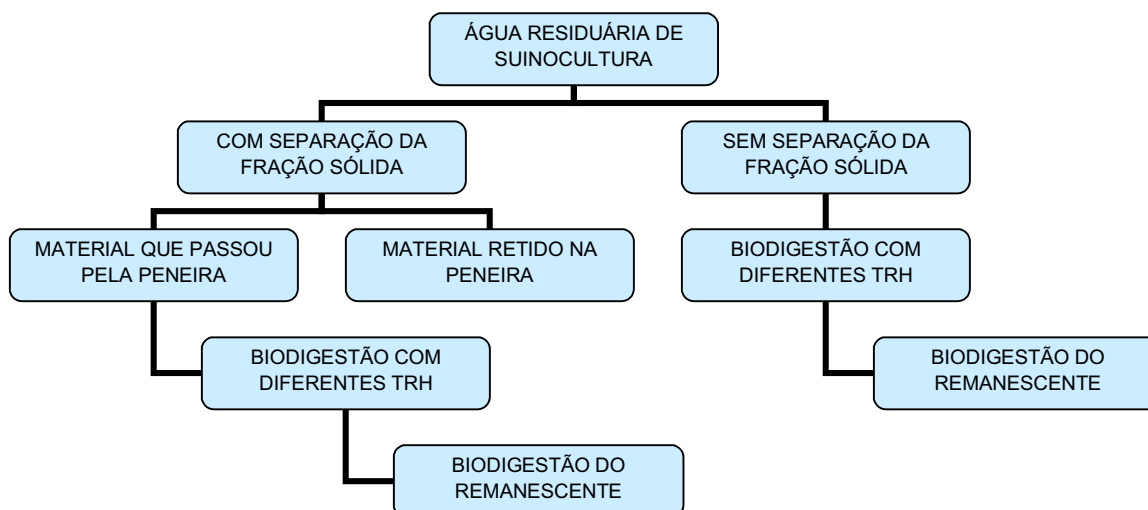 ÁGUA RESIDUÁRIA DE
SUINOCULTURA
COM SEPARAÇÃO DA
FRAÇÃO SÓLIDA
SEM SEPARAÇÃO DA
FRAÇÃO SÓLIDA
MATERIAL QUE PASSOU
PELA PENEIRA
MATERIAL RETIDO NA
PENEIRA
BIODIGESTÃO COM
DIFERENTES TRH
BIODIGESTÃO COM
DIFERENTES TRH
BIODIGESTÃO DO
REMANESCENTE
BIODIGESTÃO DO
REMANESCENTE